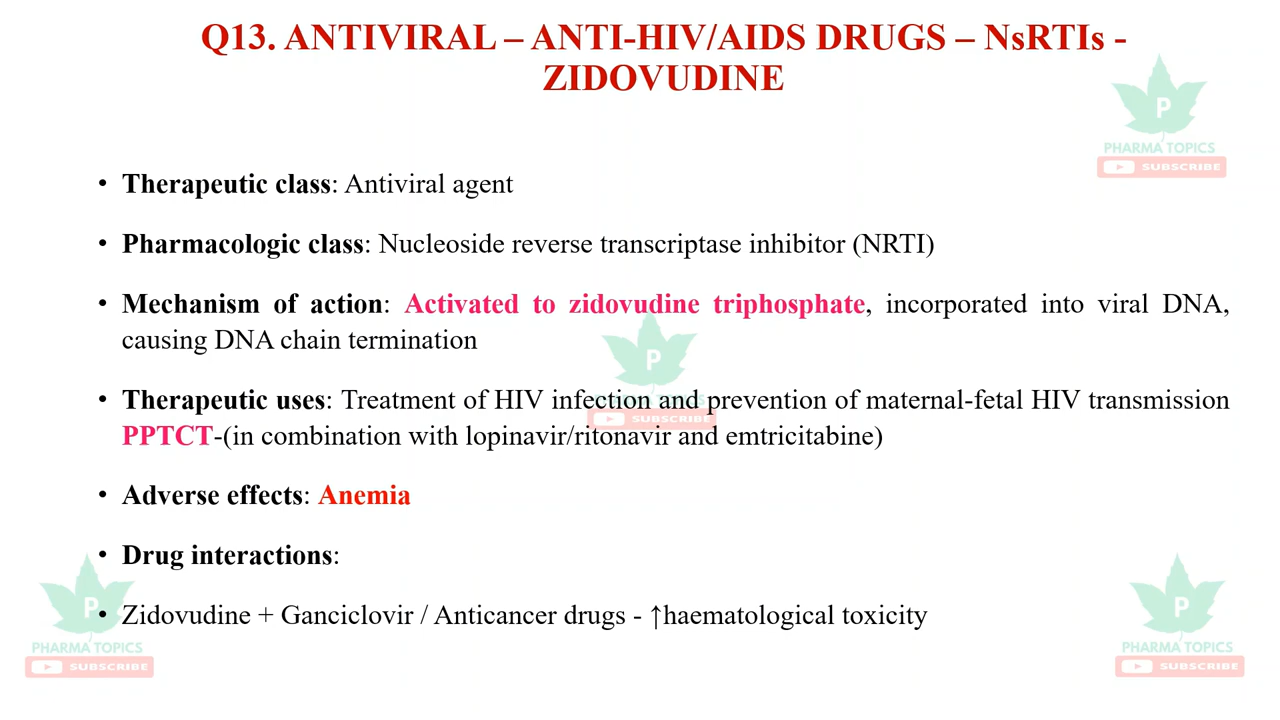 Q13. ANTIVIRAL – ANTI-HIV/AIDS DRUGS – NsRTIs -
ZIDOVUDINE
P
PHARMA TOPICS
SUBSCRIBE
• Therapeutic class: Antiviral agent
• Pharmacologic class: Nucleoside reverse transcriptase inhibitor (NRTI)
• Mechanism of action: Activated to zidovudine triphosphate, incorporated into viral DNA,
causing DNA chain termination
P
SUBSCRIBE
• Therapeutic uses: Treatment of HIV infection and prevention of maternal-fetal HIV transmission
PPTCT-(in combination with lopinavir/ritonavir and emtricitabine)
• Adverse effects: Anemia
• Drug interactions:
• Zidovudine + Ganciclovir / Anticancer drugs - ↑haematological toxicity
P
PHARMA TOPICS
SUBSCRIBE
P
PHARMA TOPICS
SUBSCRIBE